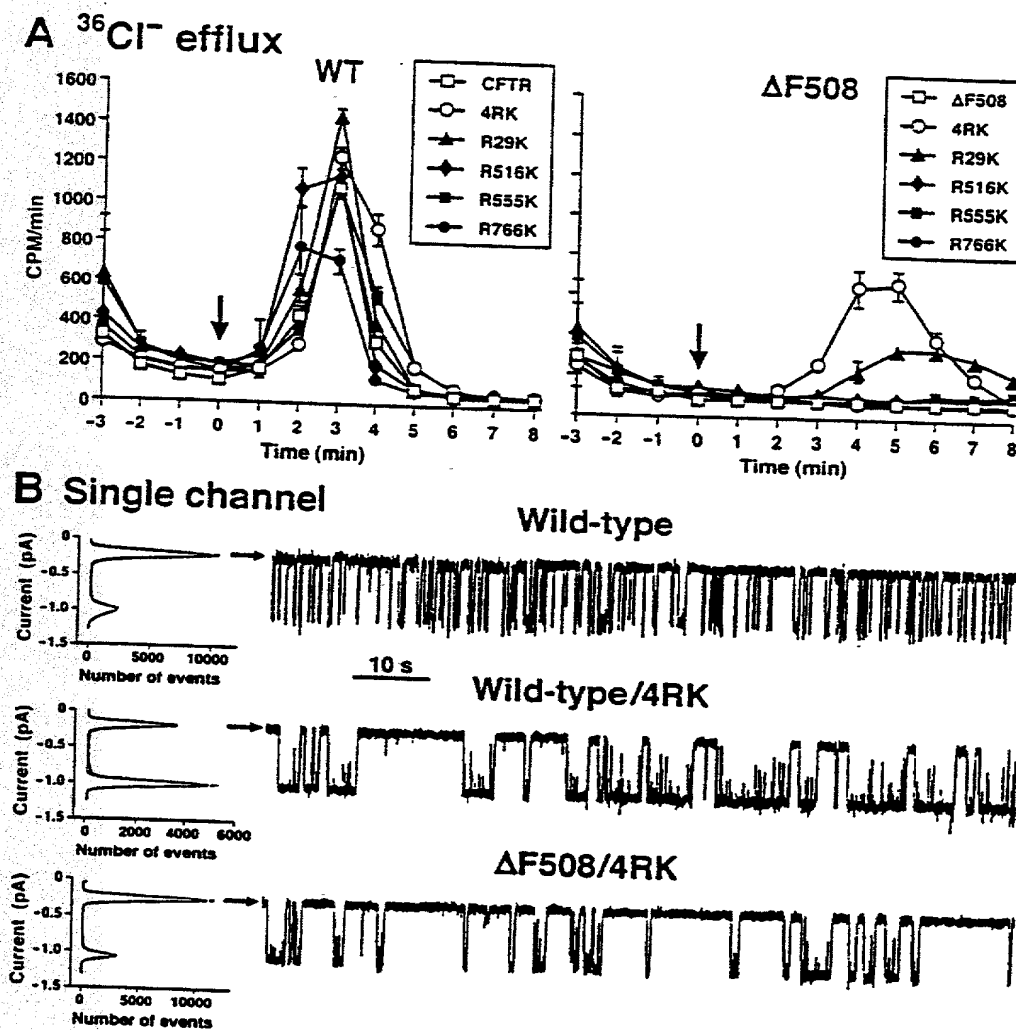 A ³⁶Cl⁻ efflux
WT
1600
1400
1200
1000
800
600
400
200
0
CPM/min
-3 -2 -1 0 1 2 3 4 5 6 7 8
Time (min)
CFTR
4RK
R29K
R516K
R555K
R766K
ΔF508
-3 -2 -1 0 1 2 3 4 5 6 7 8
Time (min)
ΔF508
4RK
R29K
R516K
R555K
R766K
B Single channel
Wild-type
0
-0.5
-1.0
-1.5
Current (pA)
0 5000 10000
Number of events
10 s
Wild-type/4RK
0
-0.5
-1.0
-1.5
Current (pA)
0 2000 4000 6000
Number of events
ΔF508/4RK
0
-0.5
-1.0
-1.5
Current (pA)
0 5000 10000
Number of events